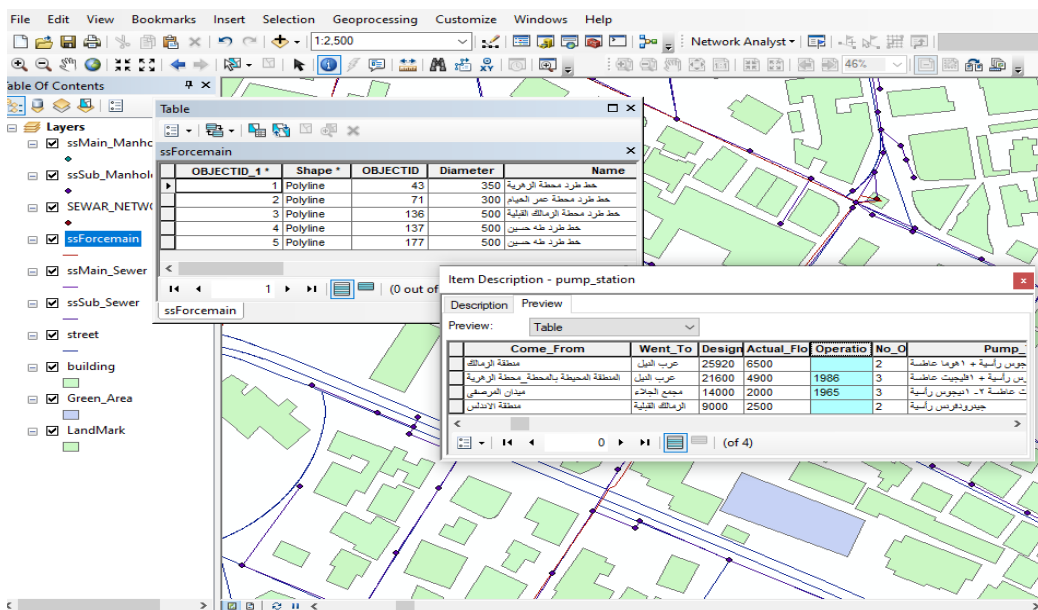 File Edit View Bookmarks Insert Selection Geoprocessing Customize Windows Help
1:2,500 Network Analyst
46%
able Of Contents
Layers
ssMain_Manhc
ssSub_Manhol
SEWAR_NETW
ssForcemain
ssMain_Sewer
ssSub_Sewer
street
building
Green_Area
LandMark
Table
ssForcemain
OBJECTID_1 * Shape * OBJECTID Diameter Name
1 Polyline 43 350 خط طرد محطة الزهرية
2 Polyline 71 300 خط طرد محطة عمر الخيام
3 Polyline 136 500 خط طرد محطة الزمالك القبلية
4 Polyline 137 500 خط طرد طه حسين
5 Polyline 177 500 خط طرد طه حسين
1 (0 out of
ssForcemain
Item Description - pump_station
Description Preview
Preview: Table
Come_From Went_To Design Actual_Flo Operatio No_O Pump_
منطقة الزمالك عرب النيل 25920 6500 2
المنطقة المحيطة بالمحطة_محطة الزهرية عرب النيل 21600 4900 1986 3
ميدان المرصفى مجمع الجلاء 14000 2000 1965 3
منطقة الاندلس الزمالك القبلية 9000 2500 2
0 (of 4)